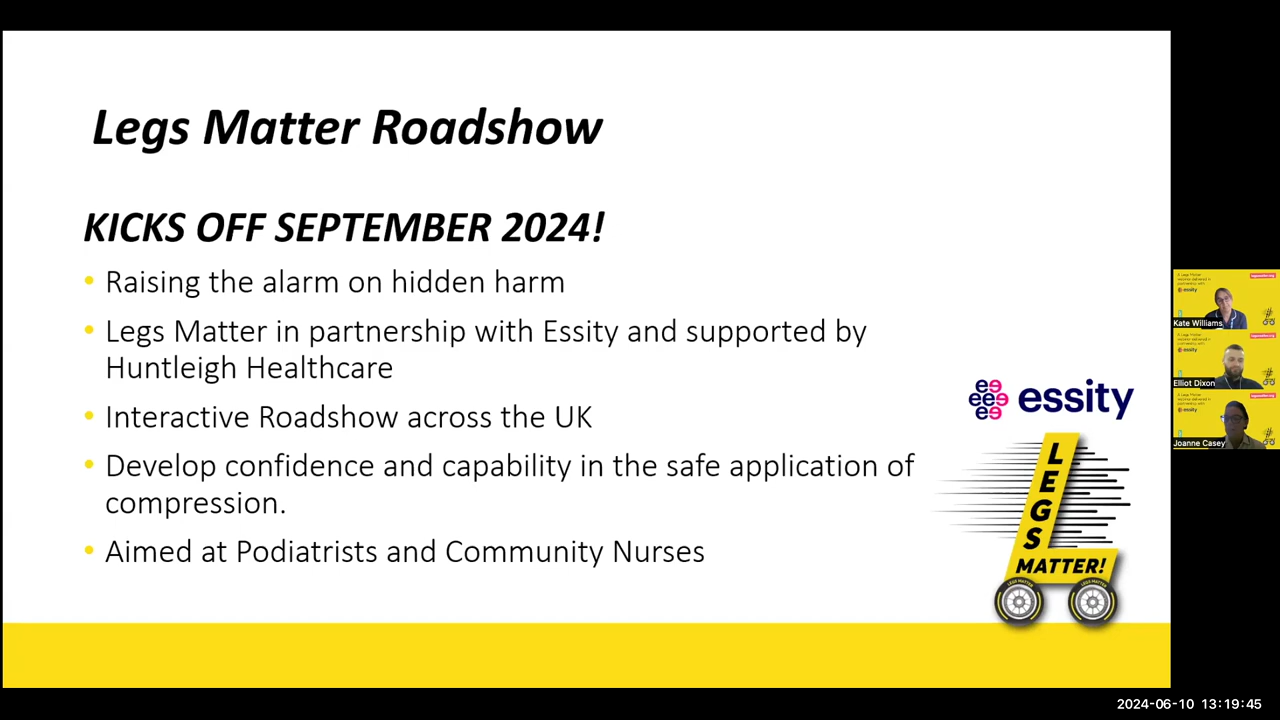 Legs Matter Roadshow
KICKS OFF SEPTEMBER 2024!
• Raising the alarm on hidden harm
• Legs Matter in partnership with Essity and supported by
Huntleigh Healthcare
• Interactive Roadshow across the UK
• Develop confidence and capability in the safe application of
compression.
• Aimed at Podiatrists and Community Nurses
essity
LEGS
MATTER!
Kate Williams
Elliot Dixon
Joanne Casey
2024-06-10 13:19:45